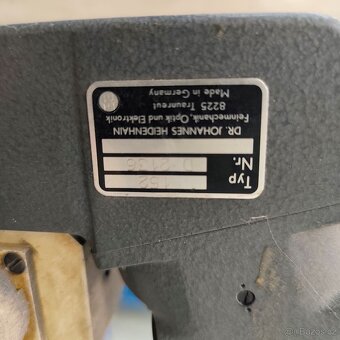 Typ
Nr.
DR. JOHANNES HEIDENHAIN
Feinmechanik, Optik und Elektronik
8225 Traunreut
Made in Germany